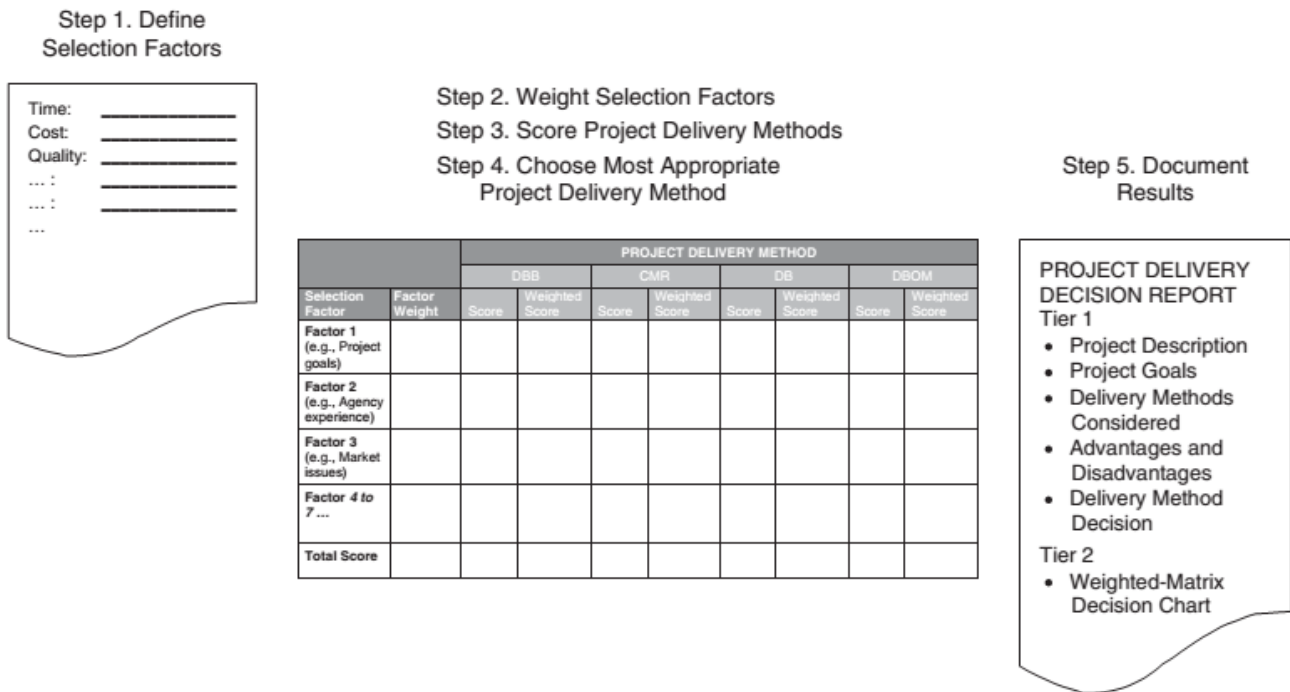 Step 1. Define
Selection Factors
Time:
Cost:
Quality:
... :
... :
...
Step 2. Weight Selection Factors
Step 3. Score Project Delivery Methods
Step 4. Choose Most Appropriate
Project Delivery Method
PROJECT DELIVERY METHOD
DBB CMR DB DBOM
Selection Factor Weighted Weighted Weighted Weighted
Factor Weight Score Score Score Score Score Score Score Score
Factor 1
(e.g., Project
goals)
Factor 2
(e.g., Agency
experience)
Factor 3
(e.g., Market
issues)
Factor 4 to
7 ...
Total Score
Step 5. Document
Results
PROJECT DELIVERY
DECISION REPORT
Tier 1
• Project Description
• Project Goals
• Delivery Methods
Considered
• Advantages and
Disadvantages
• Delivery Method
Decision
Tier 2
• Weighted-Matrix
Decision Chart